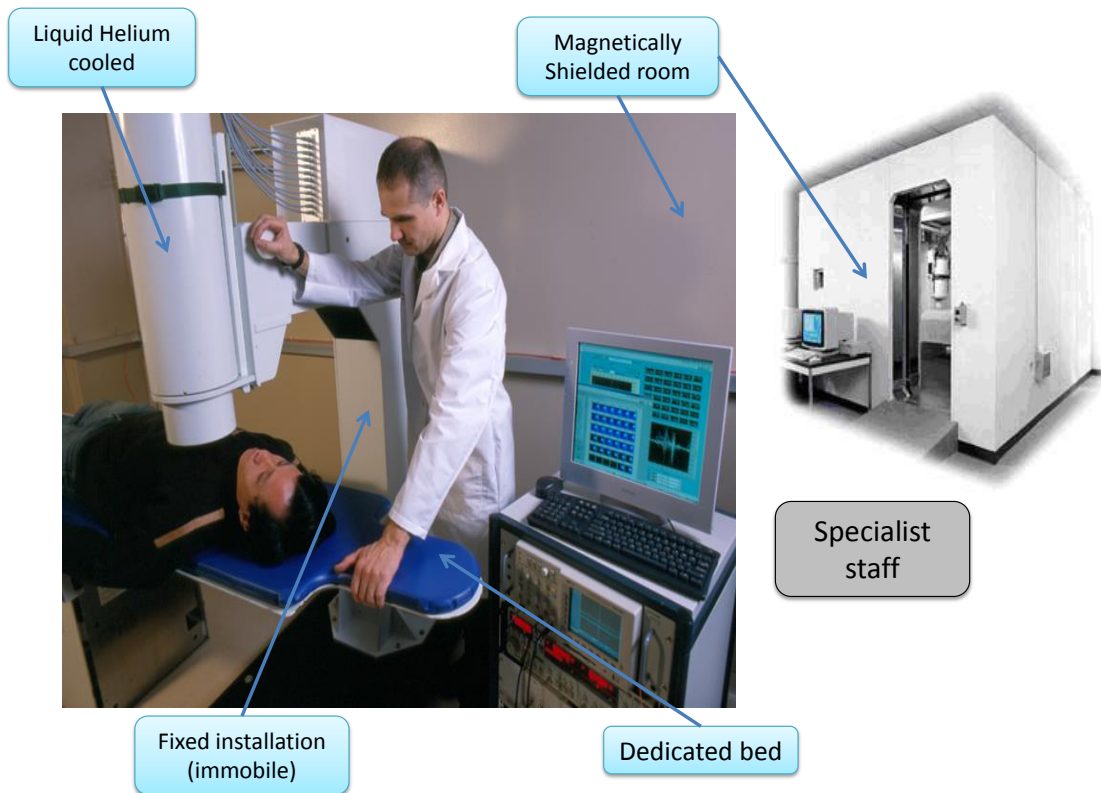 Liquid Helium
cooled
Magnetically
Shielded room
Specialist
staff
Fixed installation
(immobile)
Dedicated bed